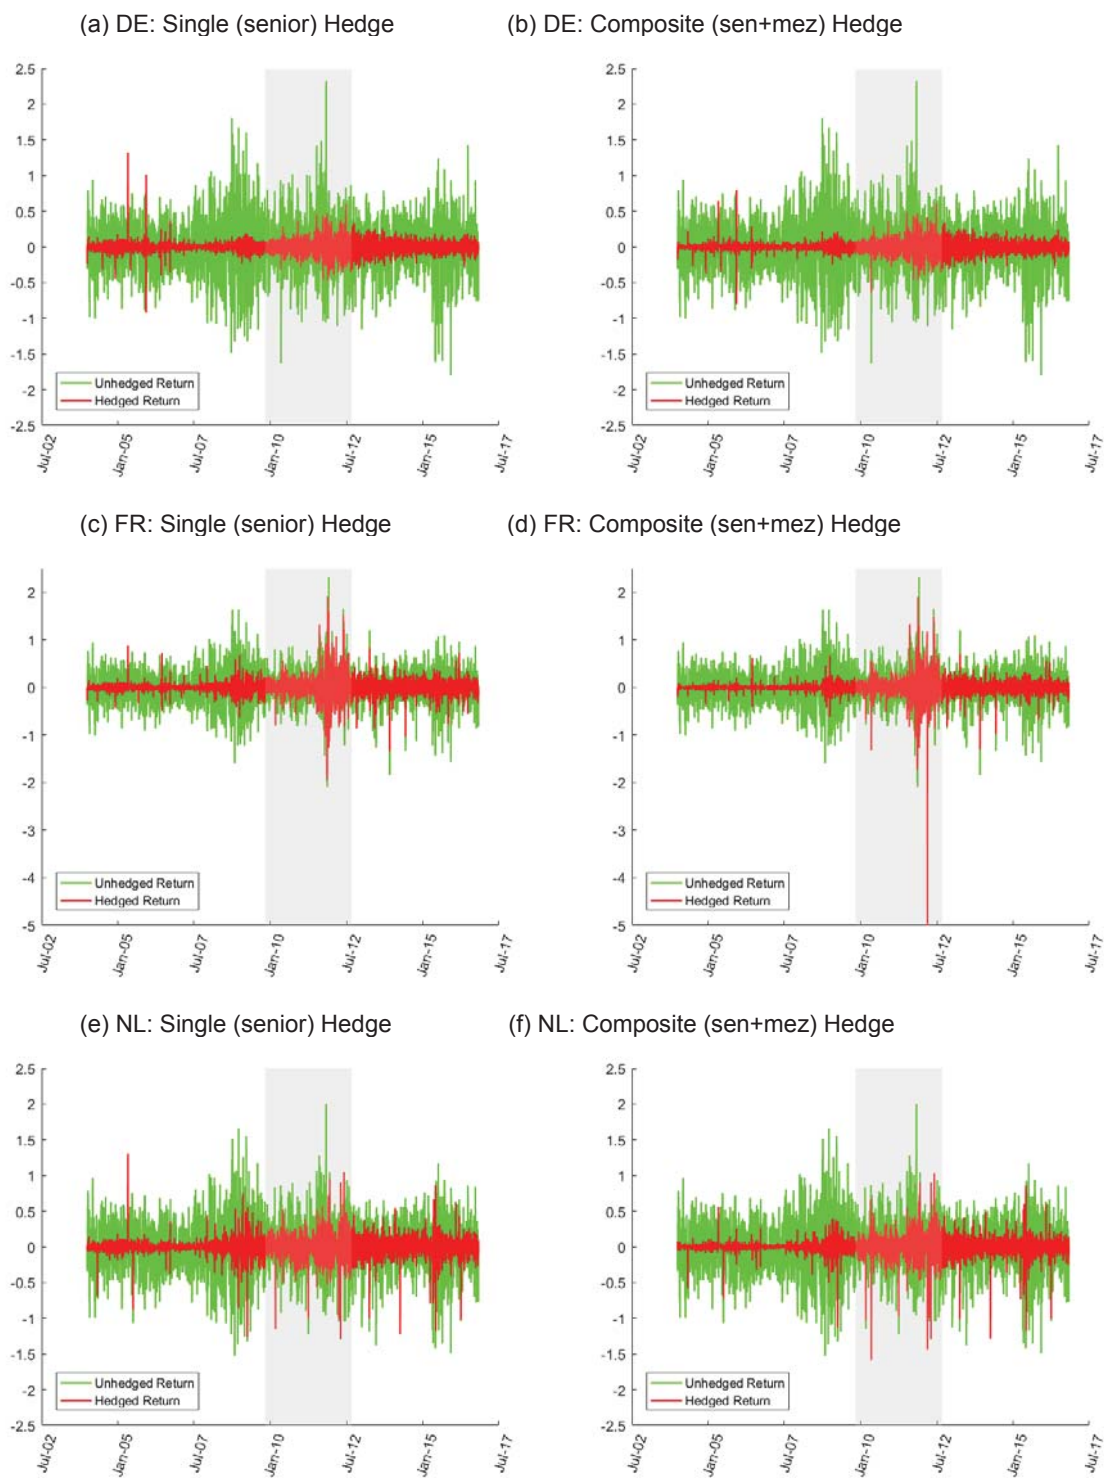 (a) DE: Single (senior) Hedge
2.5
2
1.5
1
0.5
0
-0.5
-1
-1.5
-2
-2.5
Unhedged Return
Hedged Return
Jul-02
Jan-05
Jul-07
Jan-10
Jul-12
Jan-15
Jul-17
(b) DE: Composite (sen+mez) Hedge
2.5
2
1.5
1
0.5
0
-0.5
-1
-1.5
-2
-2.5
Unhedged Return
Hedged Return
Jul-02
Jan-05
Jul-07
Jan-10
Jul-12
Jan-15
Jul-17
(c) FR: Single (senior) Hedge
2
1
0
-1
-2
-3
-4
-5
Unhedged Return
Hedged Return
Jul-02
Jan-05
Jul-07
Jan-10
Jul-12
Jan-15
Jul-17
(d) FR: Composite (sen+mez) Hedge
2
1
0
-1
-2
-3
-4
-5
Unhedged Return
Hedged Return
Jul-02
Jan-05
Jul-07
Jan-10
Jul-12
Jan-15
Jul-17
(e) NL: Single (senior) Hedge
2.5
2
1.5
1
0.5
0
-0.5
-1
-1.5
-2
-2.5
Unhedged Return
Hedged Return
Jul-02
Jan-05
Jul-07
Jan-10
Jul-12
Jan-15
Jul-17
(f) NL: Composite (sen+mez) Hedge
2.5
2
1.5
1
0.5
0
-0.5
-1
-1.5
-2
-2.5
Unhedged Return
Hedged Return
Jul-02
Jan-05
Jul-07
Jan-10
Jul-12
Jan-15
Jul-17